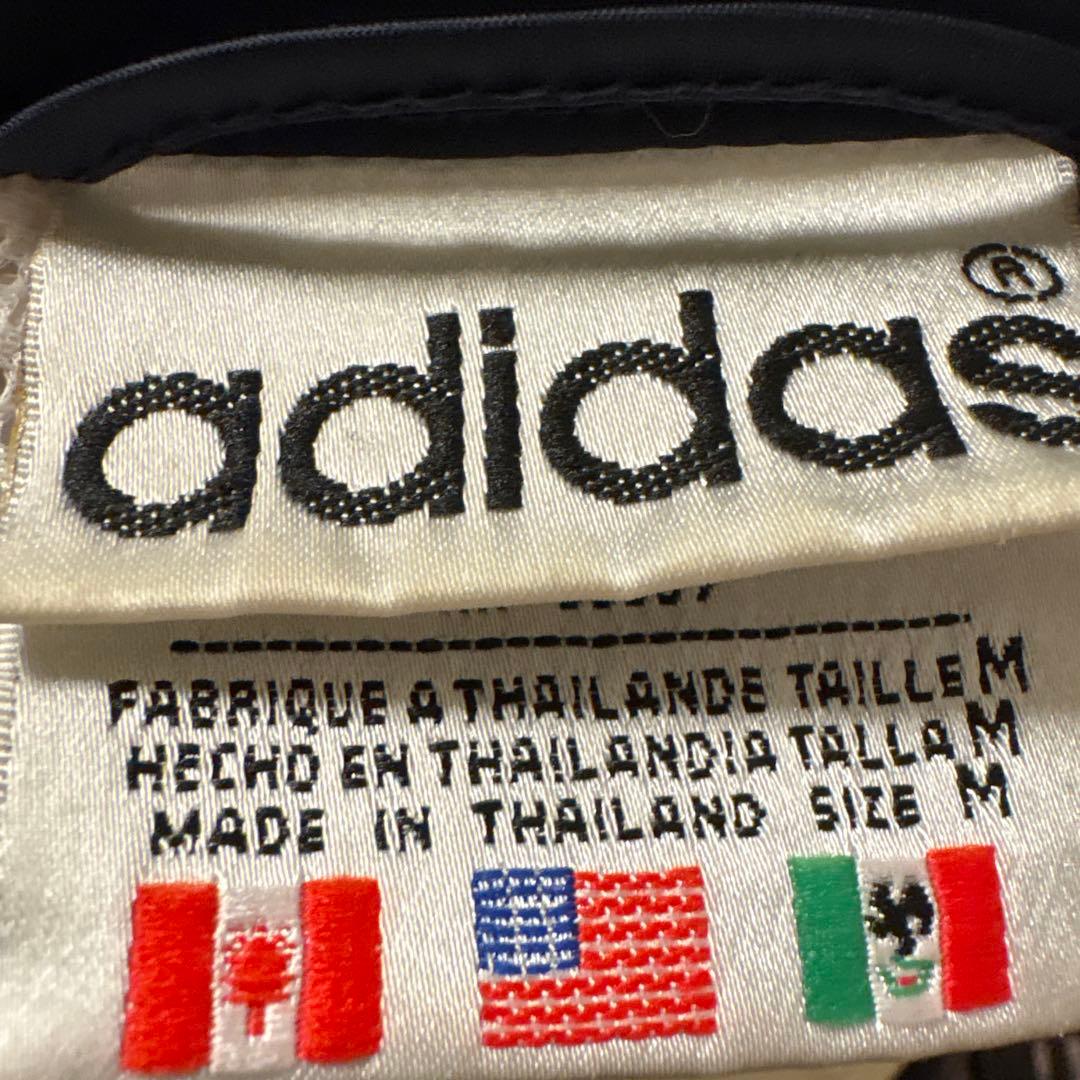 adidas ®
FABRIQUE A THAILANDE TAILLE M
HECHO EN THAILANDIA TALLA M
MADE IN THAILAND SIZE M